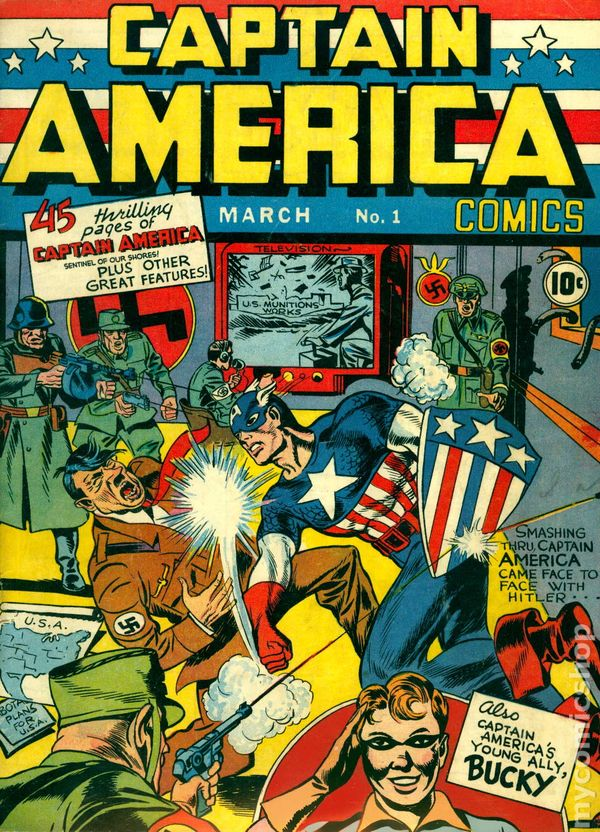 CAPTAIN
AMERICA
COMICS
MARCH No. 1
10¢
45 thrilling
pages of
CAPTAIN AMERICA
SENTINEL OF OUR SHORES!
PLUS OTHER
GREAT FEATURES!
TELEVISION
U.S. MUNITIONS
WORKS
SMASHING
THRU, CAPTAIN
AMERICA
CAME FACE TO
FACE WITH
HITLER...
U.S.A.
PLANS
FOR
U.S.A.
Also
CAPTAIN
AMERICA'S
YOUNG ALLY,
BUCKY
mycomicshop